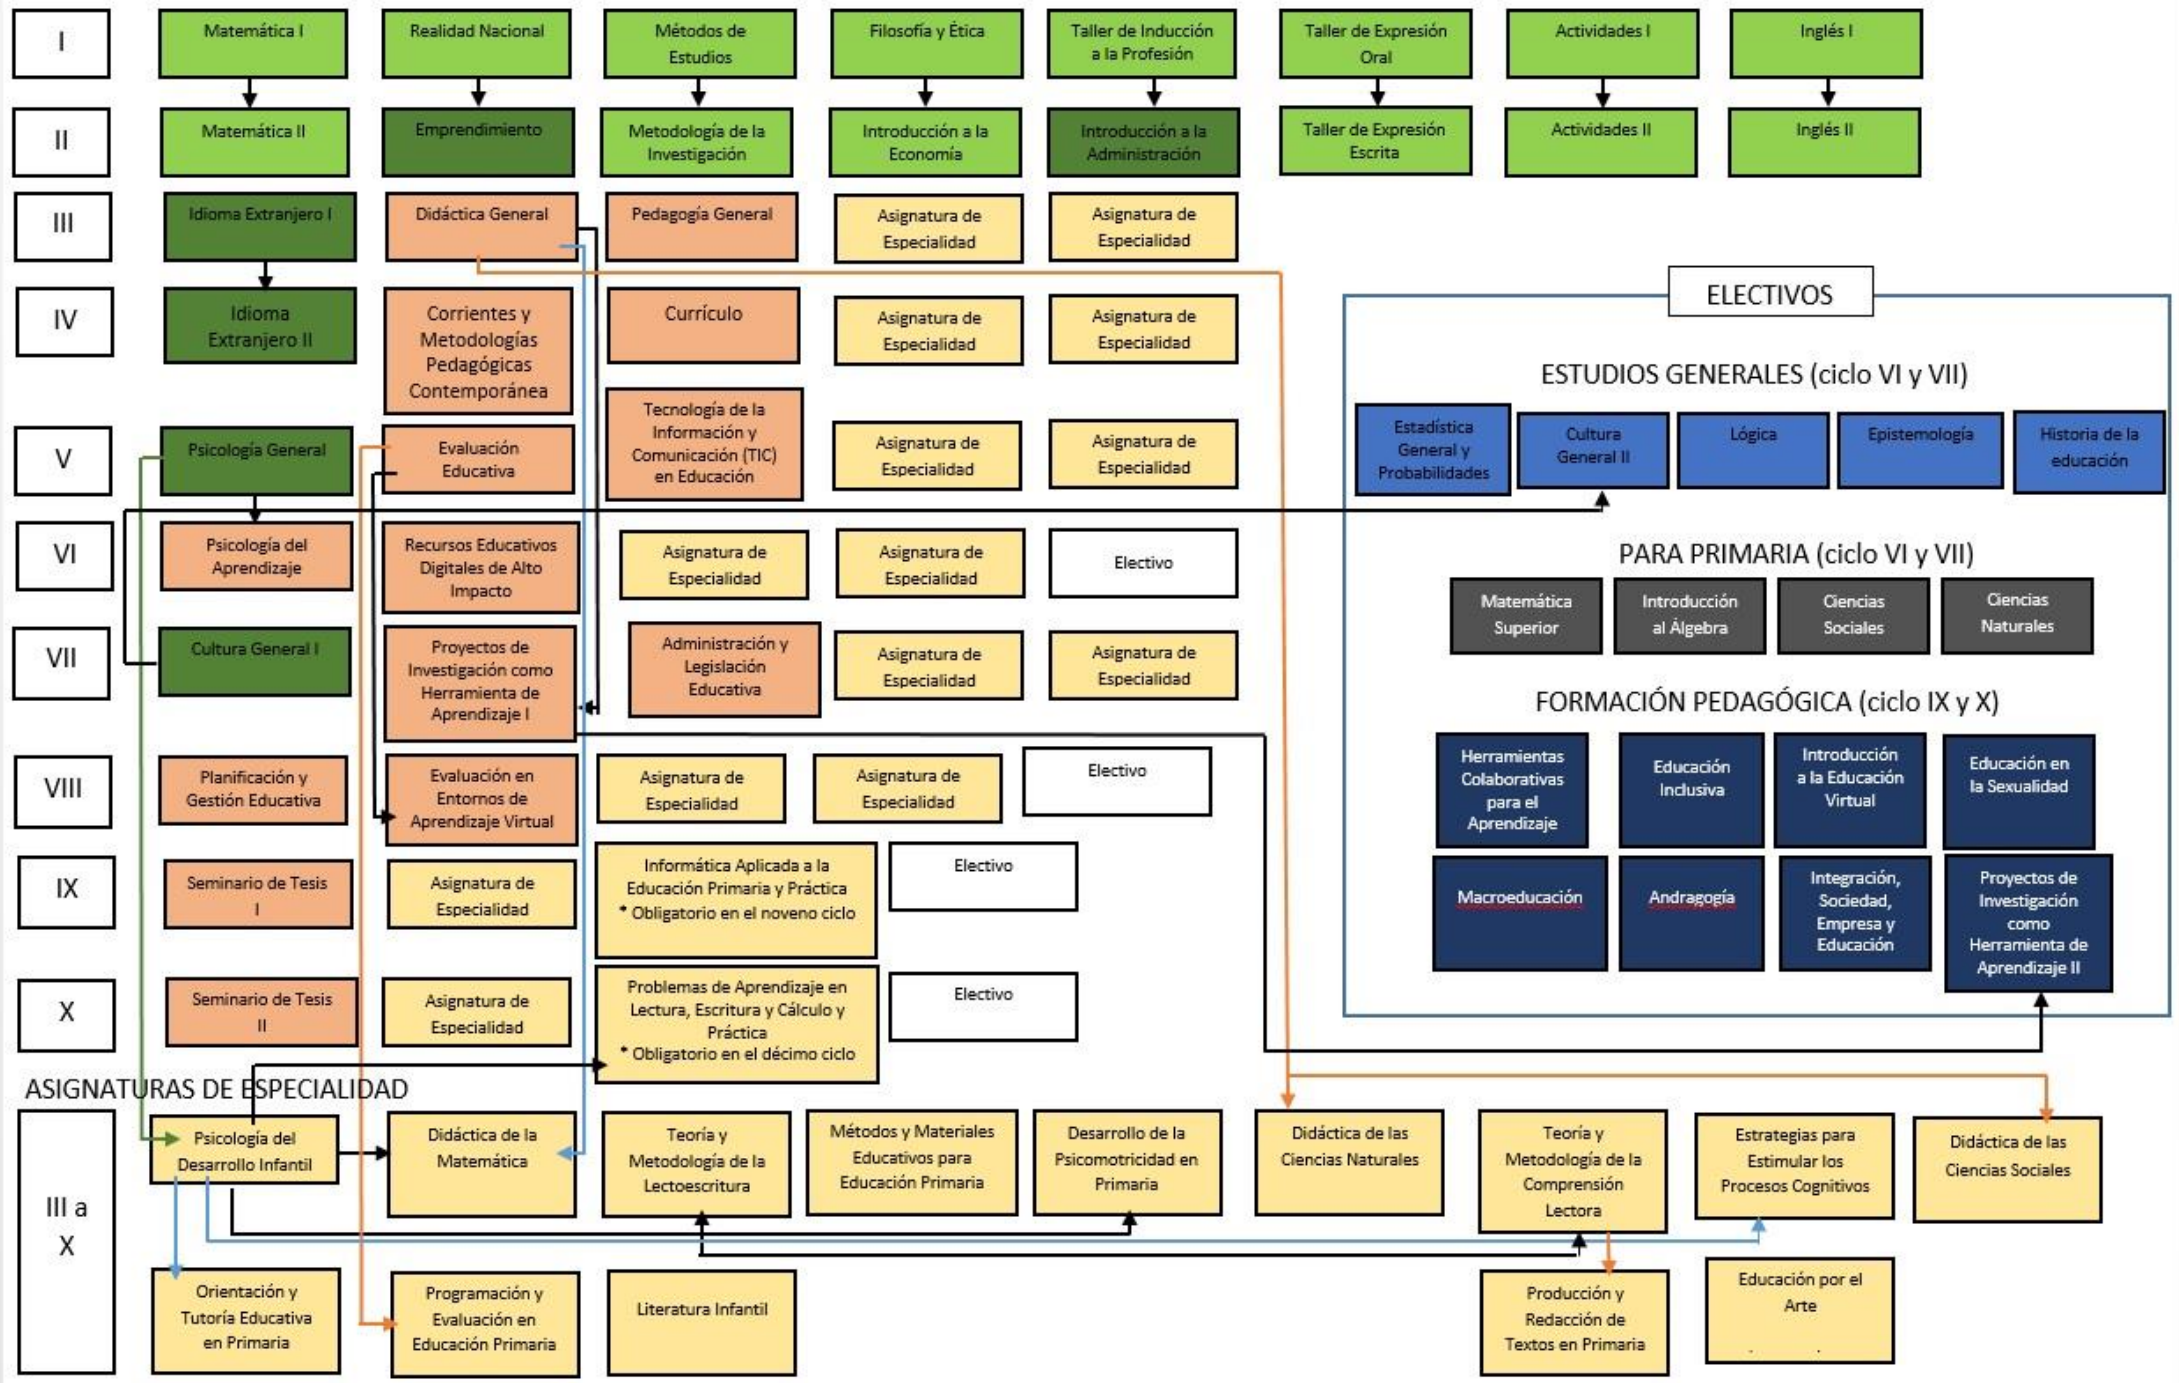 I
Matemática I
Realidad Nacional
Métodos de
Estudios
Filosofía y Ética
Taller de Inducción
a la Profesión
Taller de Expresión
Oral
Actividades I
Inglés I
II
Matemática II
Emprendimiento
Metodología de la
Investigación
Introducción a la
Economía
Introducción a la
Administración
Taller de Expresión
Escrita
Actividades II
Inglés II
III
Idioma Extranjero I
Didáctica General
Pedagogía General
Asignatura de
Especialidad
Asignatura de
Especialidad
IV
Idioma
Extranjero II
Corrientes y
Metodologías
Pedagógicas
Contemporánea
Currículo
Asignatura de
Especialidad
Asignatura de
Especialidad
V
Psicología General
Evaluación
Educativa
Tecnología de la
Información y
Comunicación (TIC)
en Educación
Asignatura de
Especialidad
Asignatura de
Especialidad
VI
Psicología del
Aprendizaje
Recursos Educativos
Digitales de Alto
Impacto
Asignatura de
Especialidad
Asignatura de
Especialidad
Electivo
VII
Cultura General I
Proyectos de
Investigación como
Herramienta de
Aprendizaje I
Administración y
Legislación
Educativa
Asignatura de
Especialidad
Asignatura de
Especialidad
VIII
Planificación y
Gestión Educativa
Evaluación en
Entornos de
Aprendizaje Virtual
Asignatura de
Especialidad
Asignatura de
Especialidad
Electivo
IX
Seminario de Tesis
I
Asignatura de
Especialidad
Informática Aplicada a la
Educación Primaria y Práctica
* Obligatorio en el noveno ciclo
Electivo
X
Seminario de Tesis
II
Asignatura de
Especialidad
Problemas de Aprendizaje en
Lectura, Escritura y Cálculo y
Práctica
* Obligatorio en el décimo ciclo
Electivo
ELECTIVOS
ESTUDIOS GENERALES (ciclo VI y VII)
Estadística
General y
Probabilidades
Cultura
General II
Lógica
Epistemología
Historia de la
educación
PARA PRIMARIA (ciclo VI y VII)
Matemática
Superior
Introducción
al Álgebra
Ciencias
Sociales
Ciencias
Naturales
FORMACIÓN PEDAGÓGICA (ciclo IX y X)
Herramientas
Colaborativas
para el
Aprendizaje
Educación
Inclusiva
Introducción
a la Educación
Virtual
Educación en
la Sexualidad
Macroeducación
Andragogía
Integración,
Sociedad,
Empresa y
Educación
Proyectos de
Investigación
como
Herramienta de
Aprendizaje II
ASIGNATURAS DE ESPECIALIDAD
III a
X
Psicología del
Desarrollo Infantil
Didáctica de la
Matemática
Teoría y
Metodología de la
Lectoescritura
Métodos y Materiales
Educativos para
Educación Primaria
Desarrollo de la
Psicomotricidad en
Primaria
Didáctica de las
Ciencias Naturales
Teoría y
Metodología de la
Comprensión
Lectora
Estrategias para
Estimular los
Procesos Cognitivos
Didáctica de las
Ciencias Sociales
Orientación y
Tutoría Educativa
en Primaria
Programación y
Evaluación en
Educación Primaria
Literatura Infantil
Producción y
Redacción de
Textos en Primaria
Educación por el
Arte